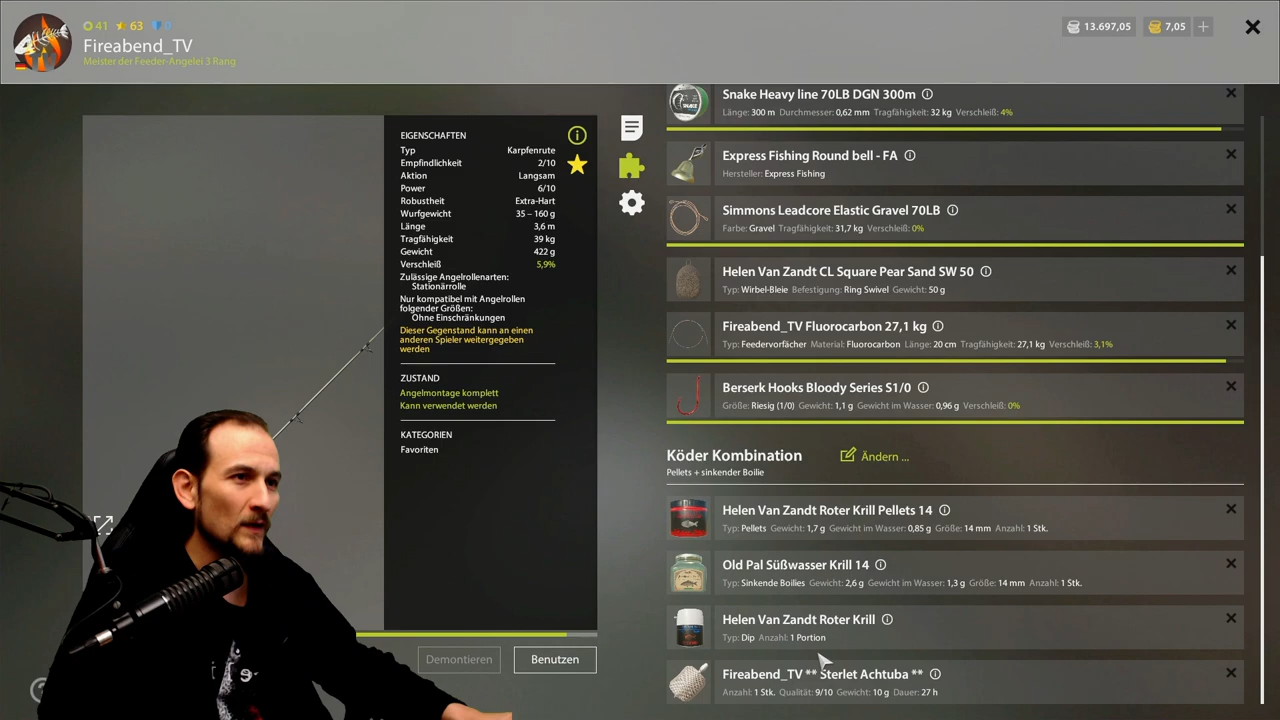 41 63 0
Fireabend_TV
Meister der Feeder-Angelei 3 Rang
13.697,05
7,05
EIGENSCHAFTEN
Typ Karpfenrute
Empfindlichkeit 2/10
Aktion Langsam
Power 6/10
Robustheit Extra-Hart
Wurfgewicht 35 – 160 g
Länge 3,6 m
Tragfähigkeit 39 kg
Gewicht 422 g
Verschleiß 5,9%
Zulässige Angelrollenarten:
Stationärrolle
Nur kompatibel mit Angelrollen
folgender Größen:
Ohne Einschränkungen
Dieser Gegenstand kann an einen
anderen Spieler weitergegeben
werden
ZUSTAND
Angelmontage komplett
Kann verwendet werden
KATEGORIEN
Favoriten
Demontieren
Benutzen
Snake Heavy line 70LB DGN 300m
Länge: 300 m Durchmesser: 0,62 mm Tragfähigkeit: 32 kg Verschleiß: 4%
Express Fishing Round bell - FA
Hersteller: Express Fishing
Simmons Leadcore Elastic Gravel 70LB
Farbe: Gravel Tragfähigkeit: 31,7 kg Verschleiß: 0%
Helen Van Zandt CL Square Pear Sand SW 50
Typ: Wirbel-Bleie Befestigung: Ring Swivel Gewicht: 50 g
Fireabend_TV Fluorocarbon 27,1 kg
Typ: Feedervorfächer Material: Fluorocarbon Länge: 20 cm Tragfähigkeit: 27,1 kg Verschleiß: 3,1%
Berserk Hooks Bloody Series S1/0
Größe: Riesig (1/0) Gewicht: 1,1 g Gewicht im Wasser: 0,96 g Verschleiß: 0%
Köder Kombination
Ändern ...
Pellets + sinkender Boilie
Helen Van Zandt Roter Krill Pellets 14
Typ: Pellets Gewicht: 1,7 g Gewicht im Wasser: 0,85 g Größe: 14 mm Anzahl: 1 Stk.
Old Pal Süßwasser Krill 14
Typ: Sinkende Boilies Gewicht: 2,6 g Gewicht im Wasser: 1,3 g Größe: 14 mm Anzahl: 1 Stk.
Helen Van Zandt Roter Krill
Typ: Dip Anzahl: 1 Portion
Fireabend_TV ** Sterlet Achtuba **
Anzahl: 1 Stk. Qualität: 9/10 Gewicht: 10 g Dauer: 27 h